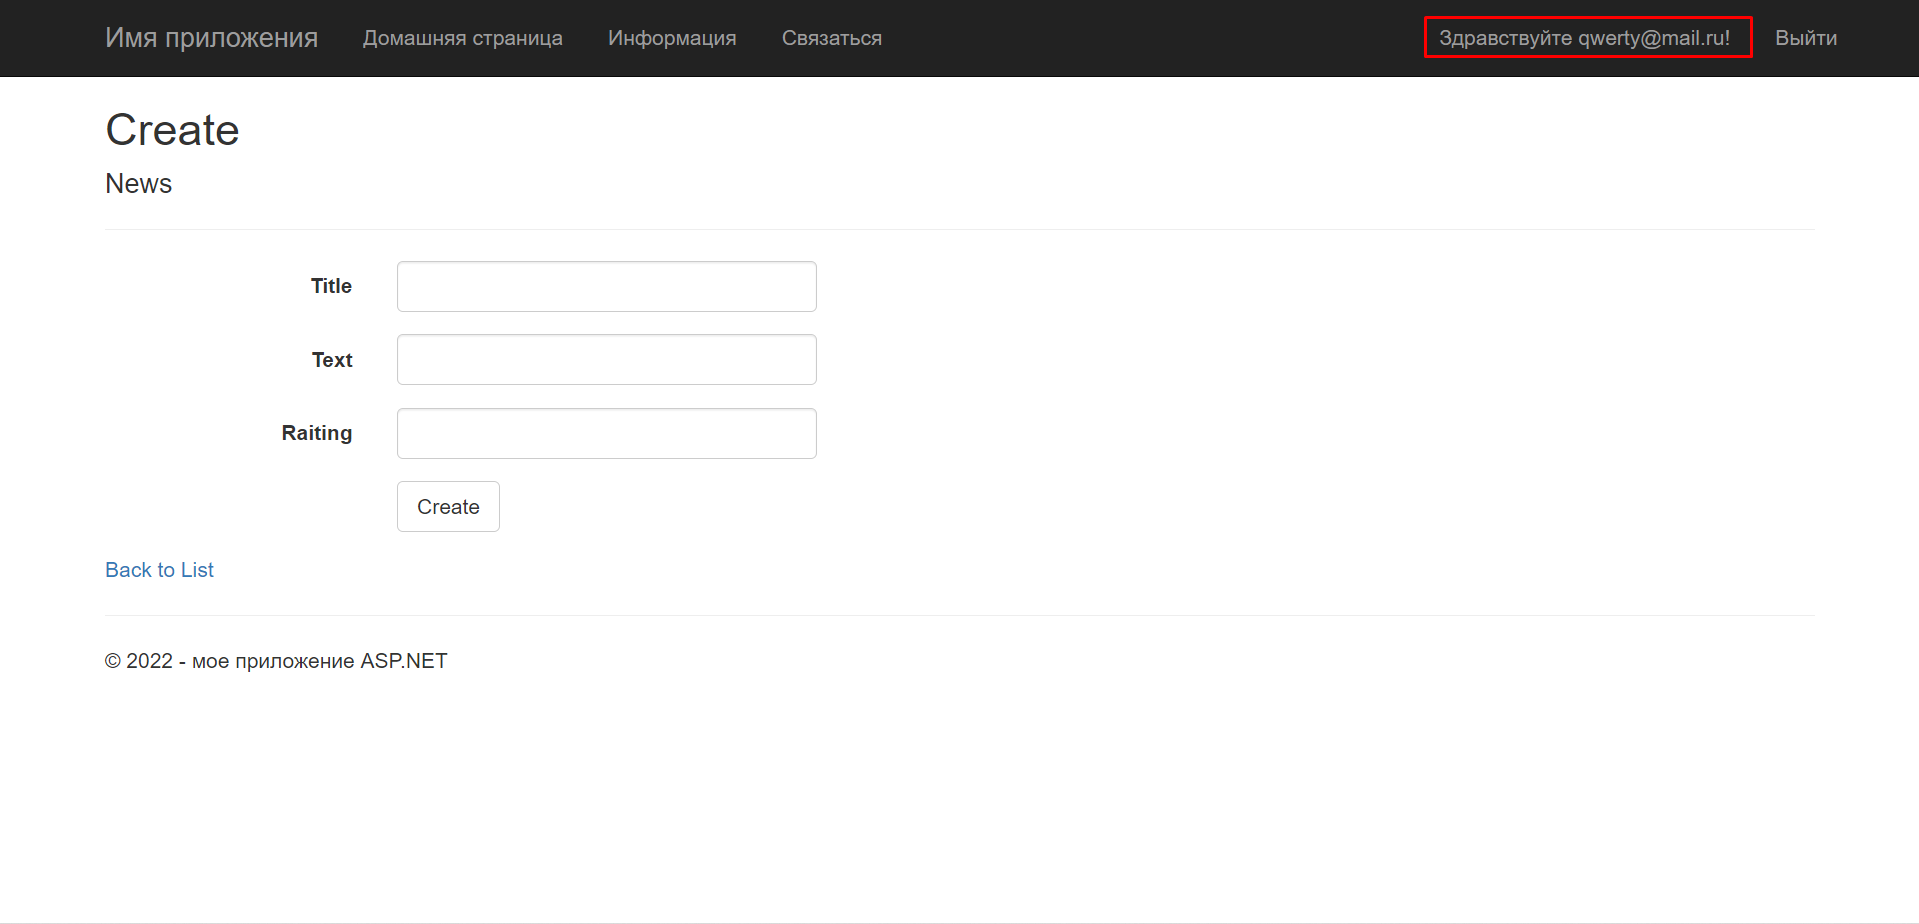 Имя приложения Домашняя страница Информация Связаться Здравствуйте qwerty@mail.ru! Выйти
Create
News
Title
Text
Raiting
Create
Back to List
© 2022 - мое приложение ASP.NET